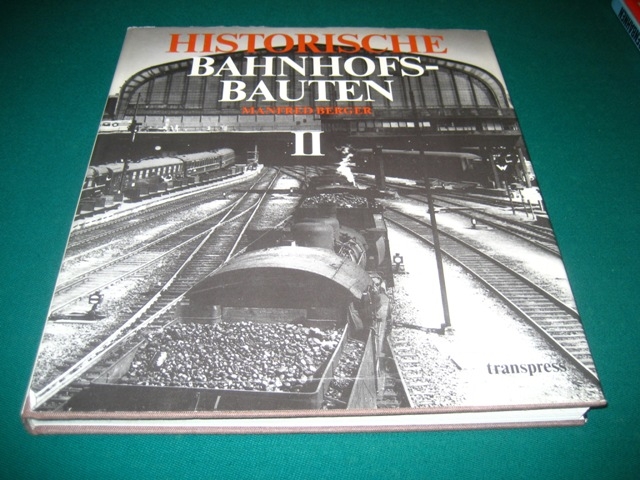 HISTORISCHE
BAHNHOFS-
BAUTEN
MANFRED BERGER
II
transpress